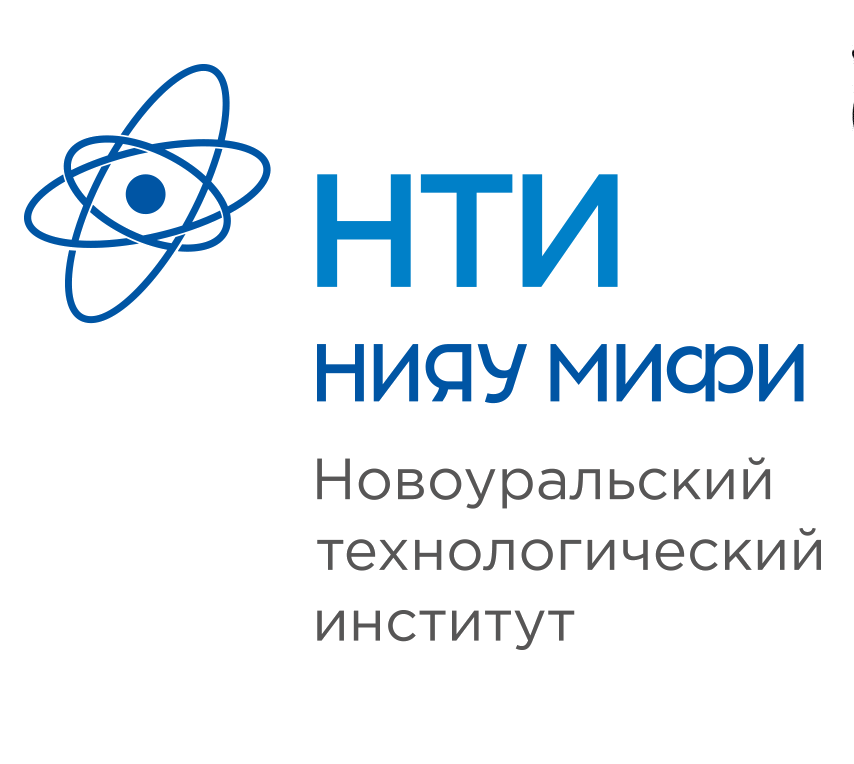 НТИ
НИЯУ МИФИ
Новоуральский
технологический
институт